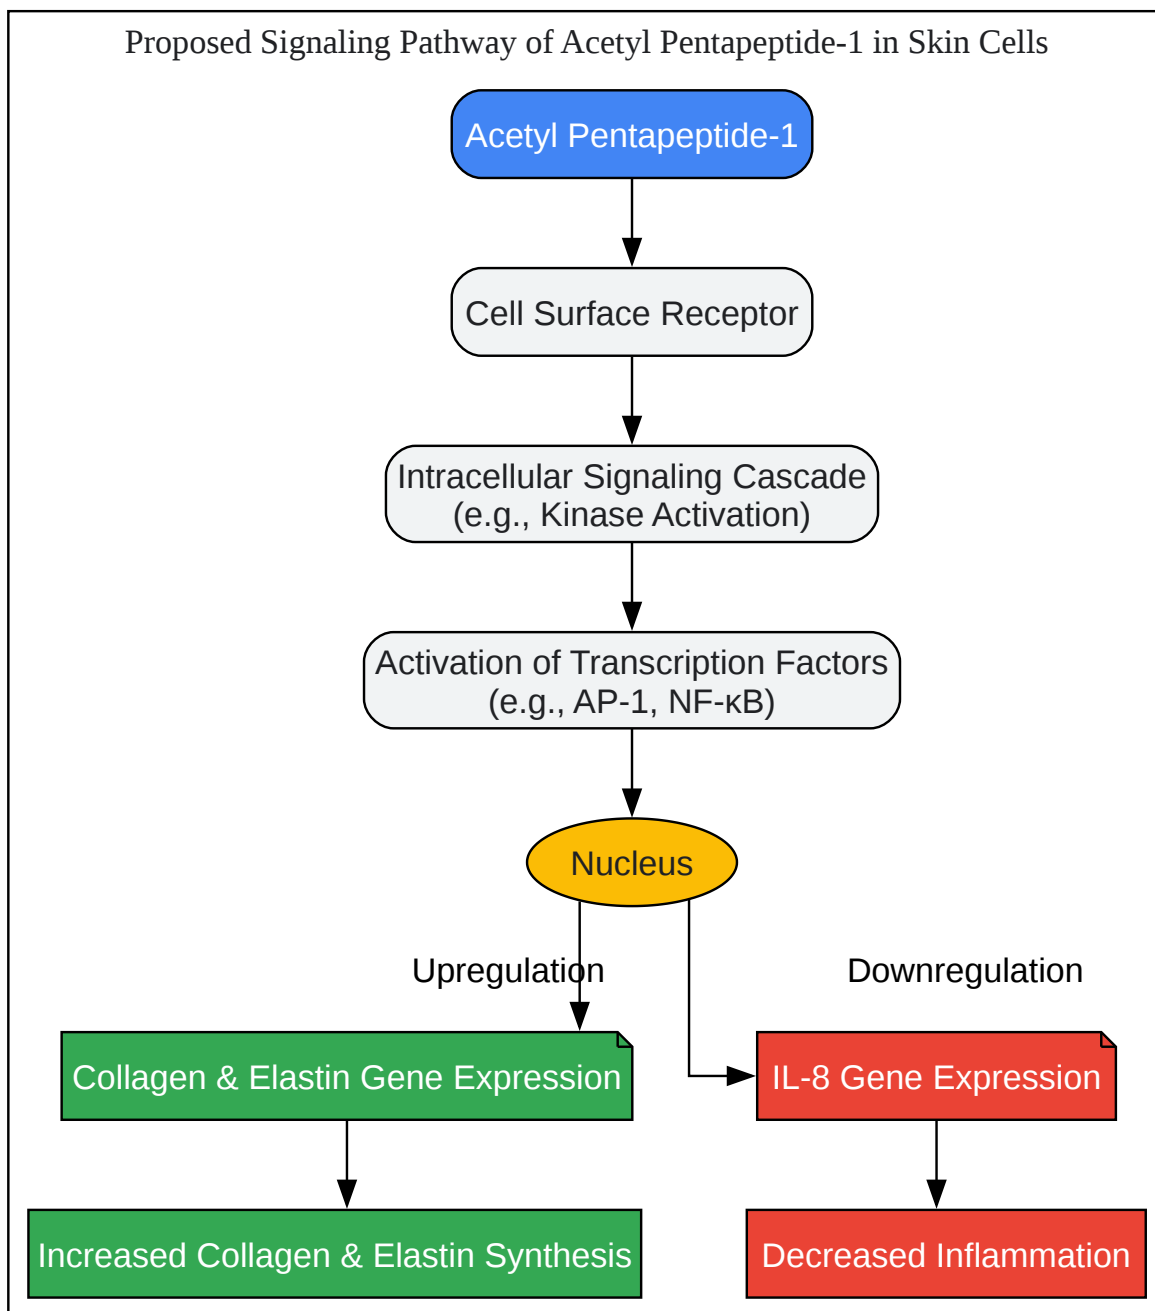 Proposed Signaling Pathway of Acetyl Pentapeptide-1 in Skin Cells
Acetyl Pentapeptide-1
Cell Surface Receptor
Intracellular Signaling Cascade
(e.g., Kinase Activation)
Activation of Transcription Factors
(e.g., AP-1, NF-κB)
Nucleus
Upregulation
Downregulation
Collagen & Elastin Gene Expression
IL-8 Gene Expression
Increased Collagen & Elastin Synthesis
Decreased Inflammation